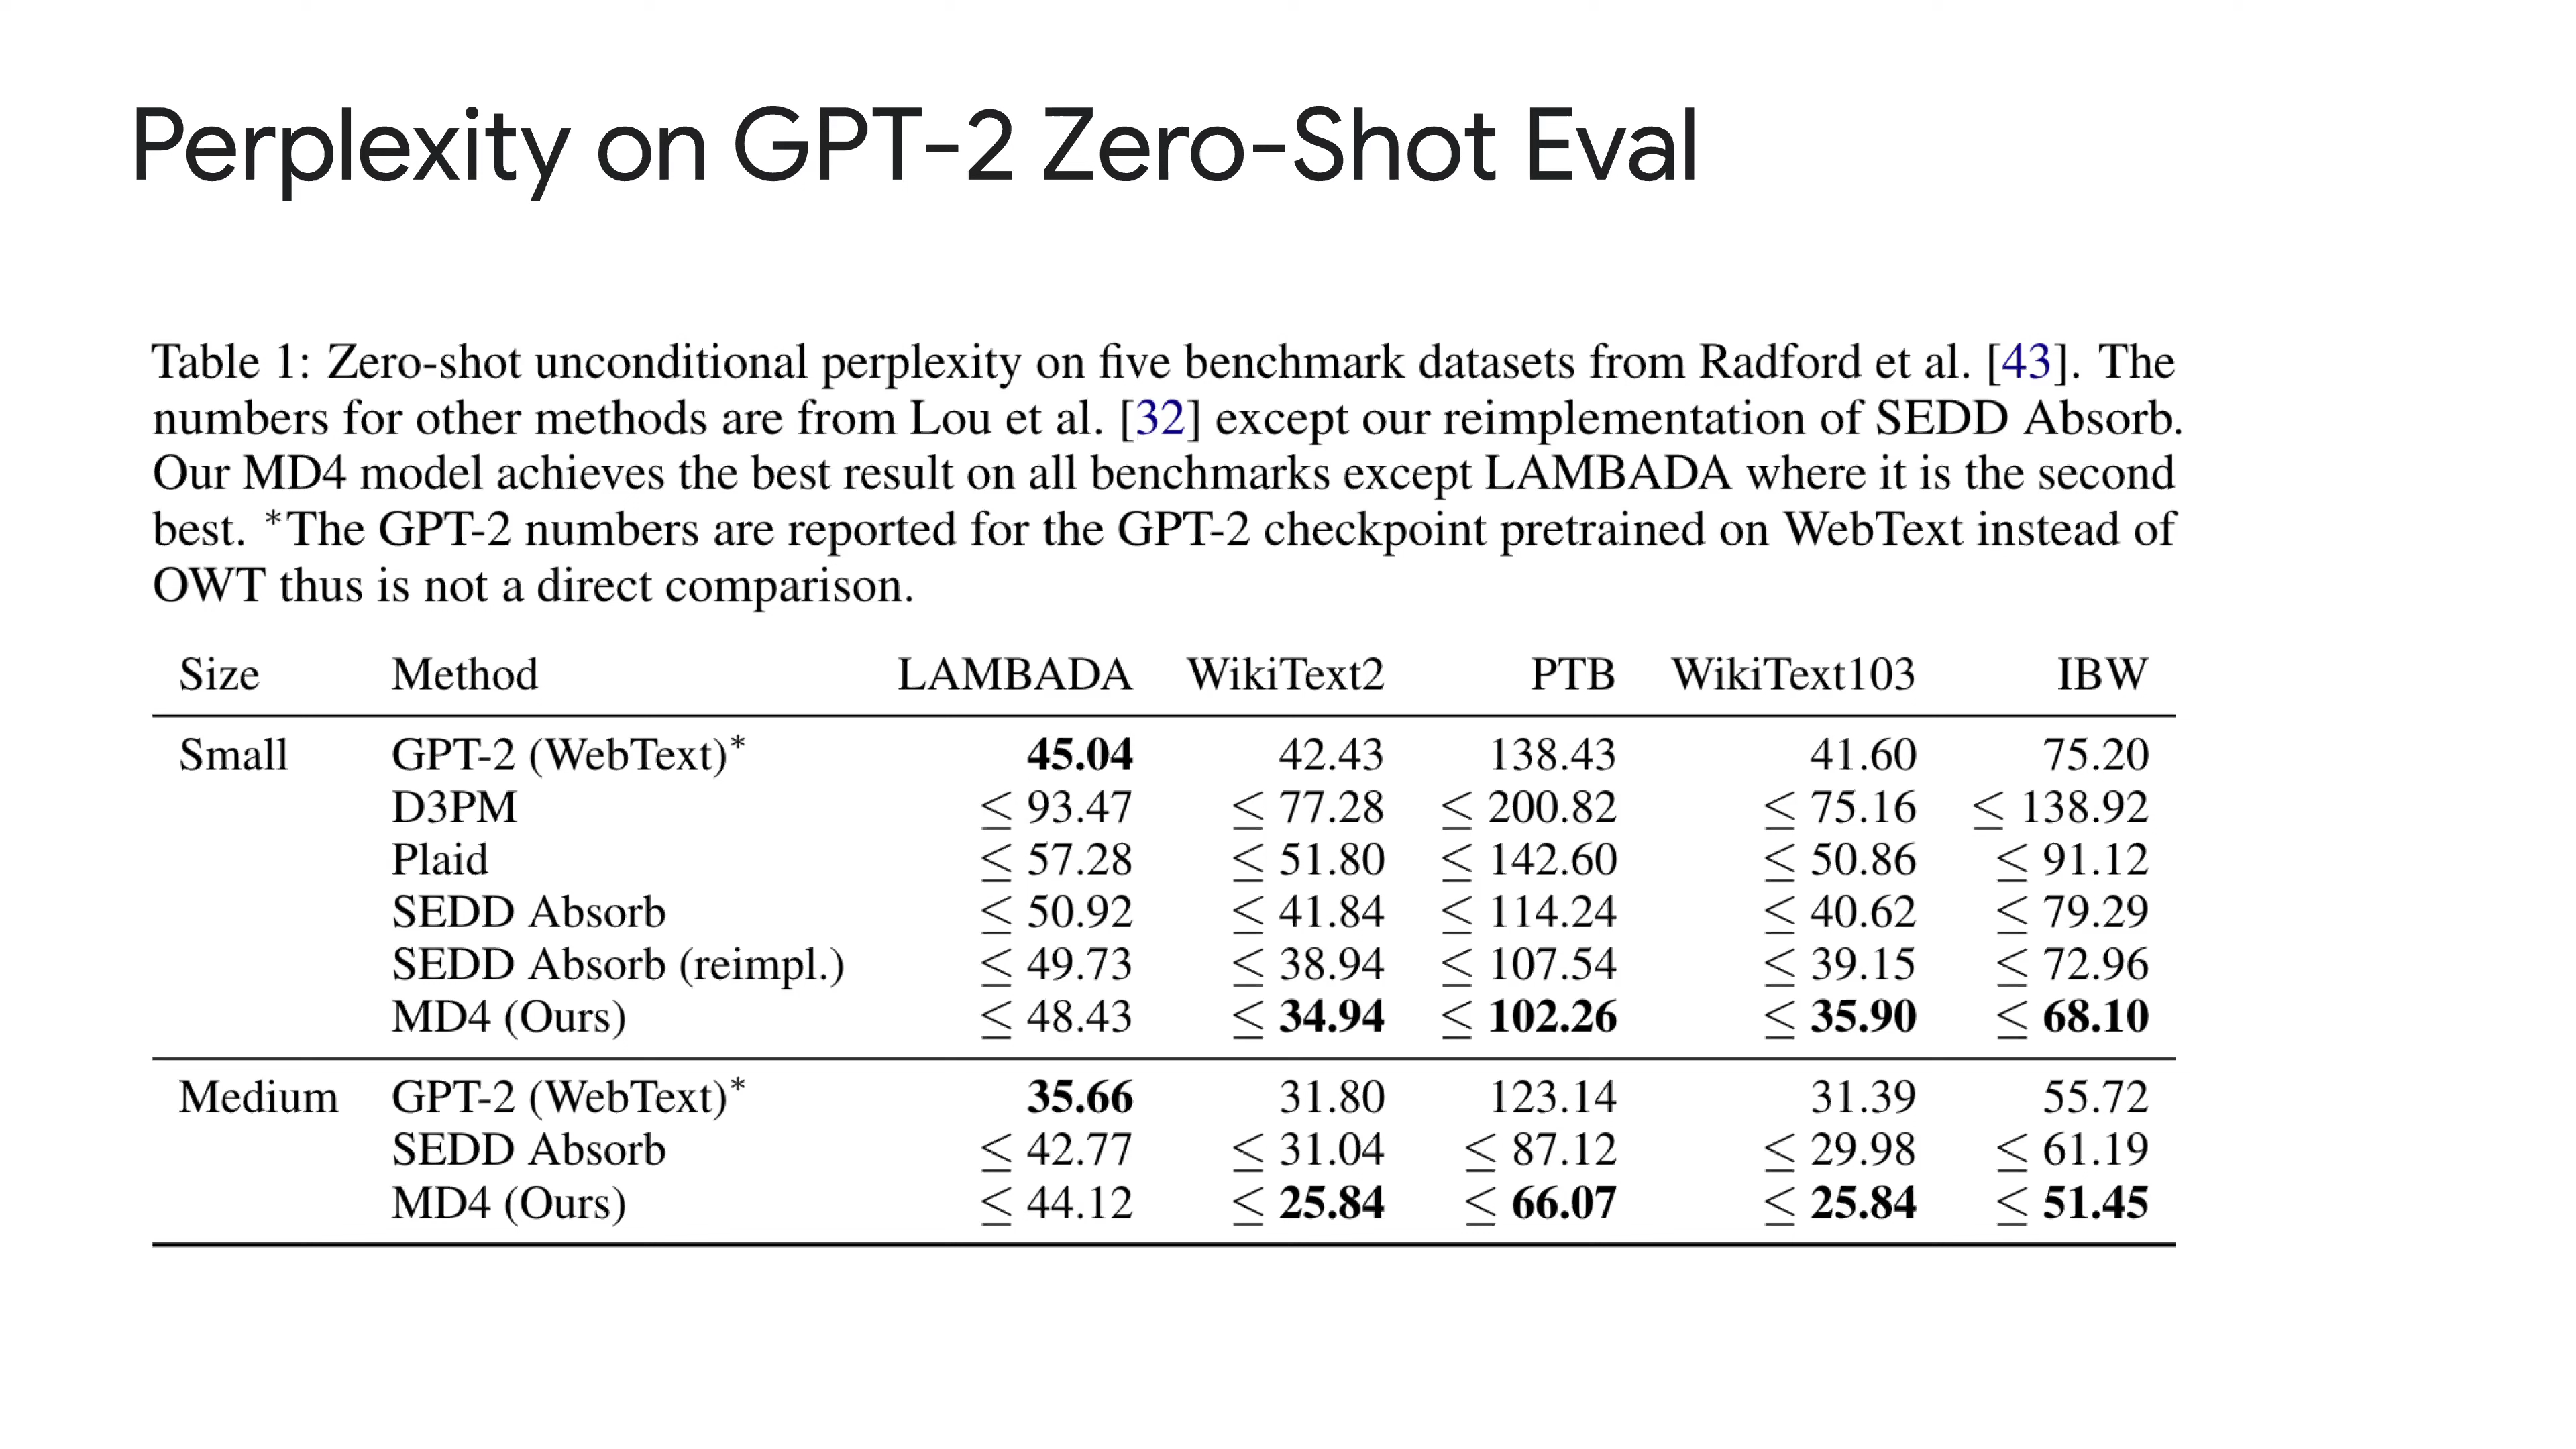 Perplexity on GPT-2 Zero-Shot Eval
Table 1: Zero-shot unconditional perplexity on five benchmark datasets from Radford et al. [43]. The
numbers for other methods are from Lou et al. [32] except our reimplementation of SEDD Absorb.
Our MD4 model achieves the best result on all benchmarks except LAMBADA where it is the second
best. *The GPT-2 numbers are reported for the GPT-2 checkpoint pretrained on WebText instead of
OWT thus is not a direct comparison.
Size Method LAMBADA WikiText2 PTB WikiText103 IBW
Small GPT-2 (WebText)* 45.04 42.43 138.43 41.60 75.20
D3PM ≤ 93.47 ≤ 77.28 ≤ 200.82 ≤ 75.16 ≤ 138.92
Plaid ≤ 57.28 ≤ 51.80 ≤ 142.60 ≤ 50.86 ≤ 91.12
SEDD Absorb ≤ 50.92 ≤ 41.84 ≤ 114.24 ≤ 40.62 ≤ 79.29
SEDD Absorb (reimpl.) ≤ 49.73 ≤ 38.94 ≤ 107.54 ≤ 39.15 ≤ 72.96
MD4 (Ours) ≤ 48.43 ≤ 34.94 ≤ 102.26 ≤ 35.90 ≤ 68.10
Medium GPT-2 (WebText)* 35.66 31.80 123.14 31.39 55.72
SEDD Absorb ≤ 42.77 ≤ 31.04 ≤ 87.12 ≤ 29.98 ≤ 61.19
MD4 (Ours) ≤ 44.12 ≤ 25.84 ≤ 66.07 ≤ 25.84 ≤ 51.45